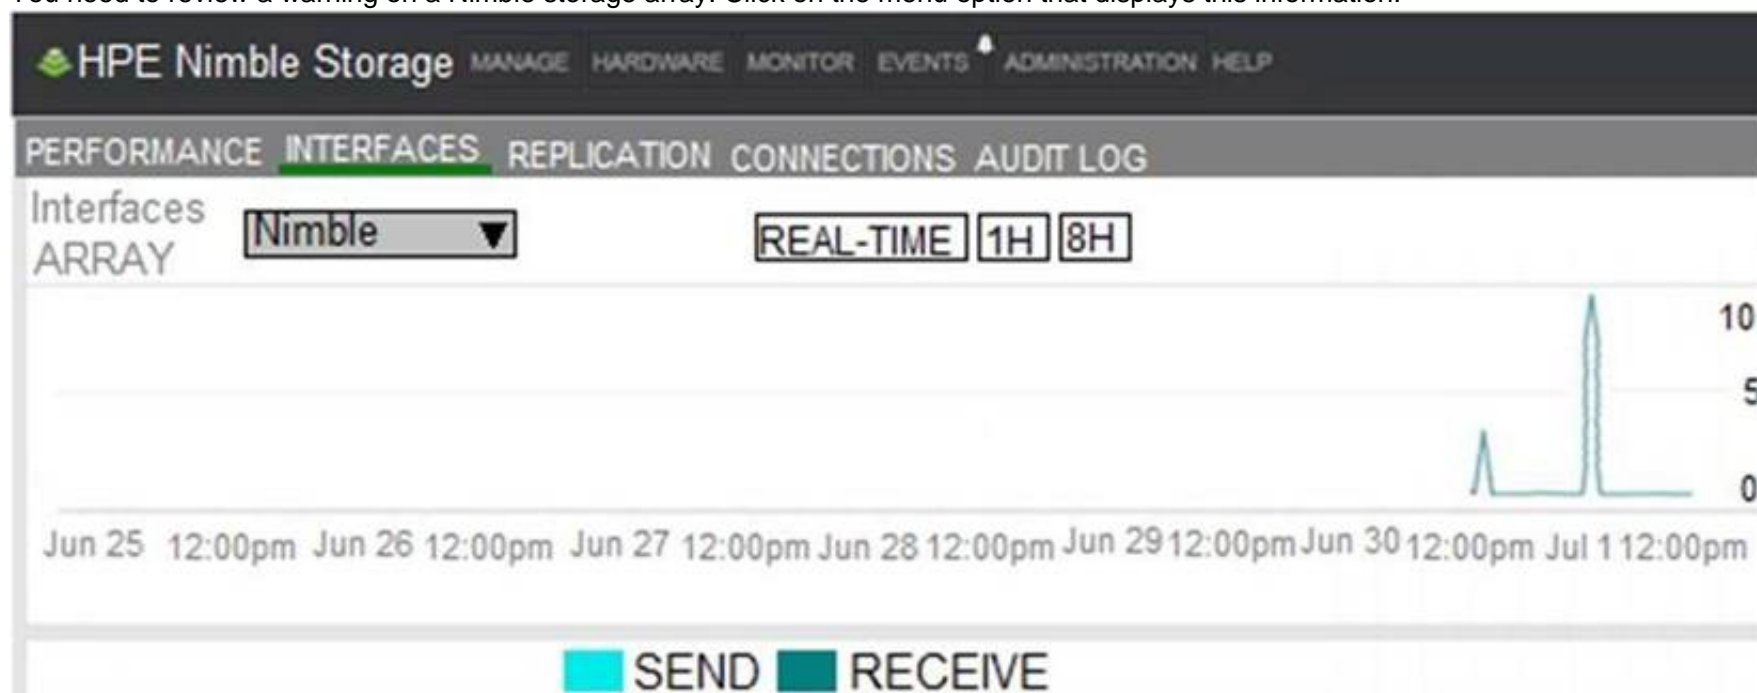 You need to review a warning on a Nimble storage array. Click on the menu option that displays this information.
HPE Nimble Storage MANAGE HARDWARE MONITOR EVENTS ADMINISTRATION HELP
PERFORMANCE INTERFACES REPLICATION CONNECTIONS AUDIT LOG
Interfaces
ARRAY Nimble REAL-TIME 1H 8H
10
5
0
Jun 25 12:00pm Jun 26 12:00pm Jun 27 12:00pm Jun 28 12:00pm Jun 29 12:00pm Jun 30 12:00pm Jul 1 12:00pm
SEND RECEIVE